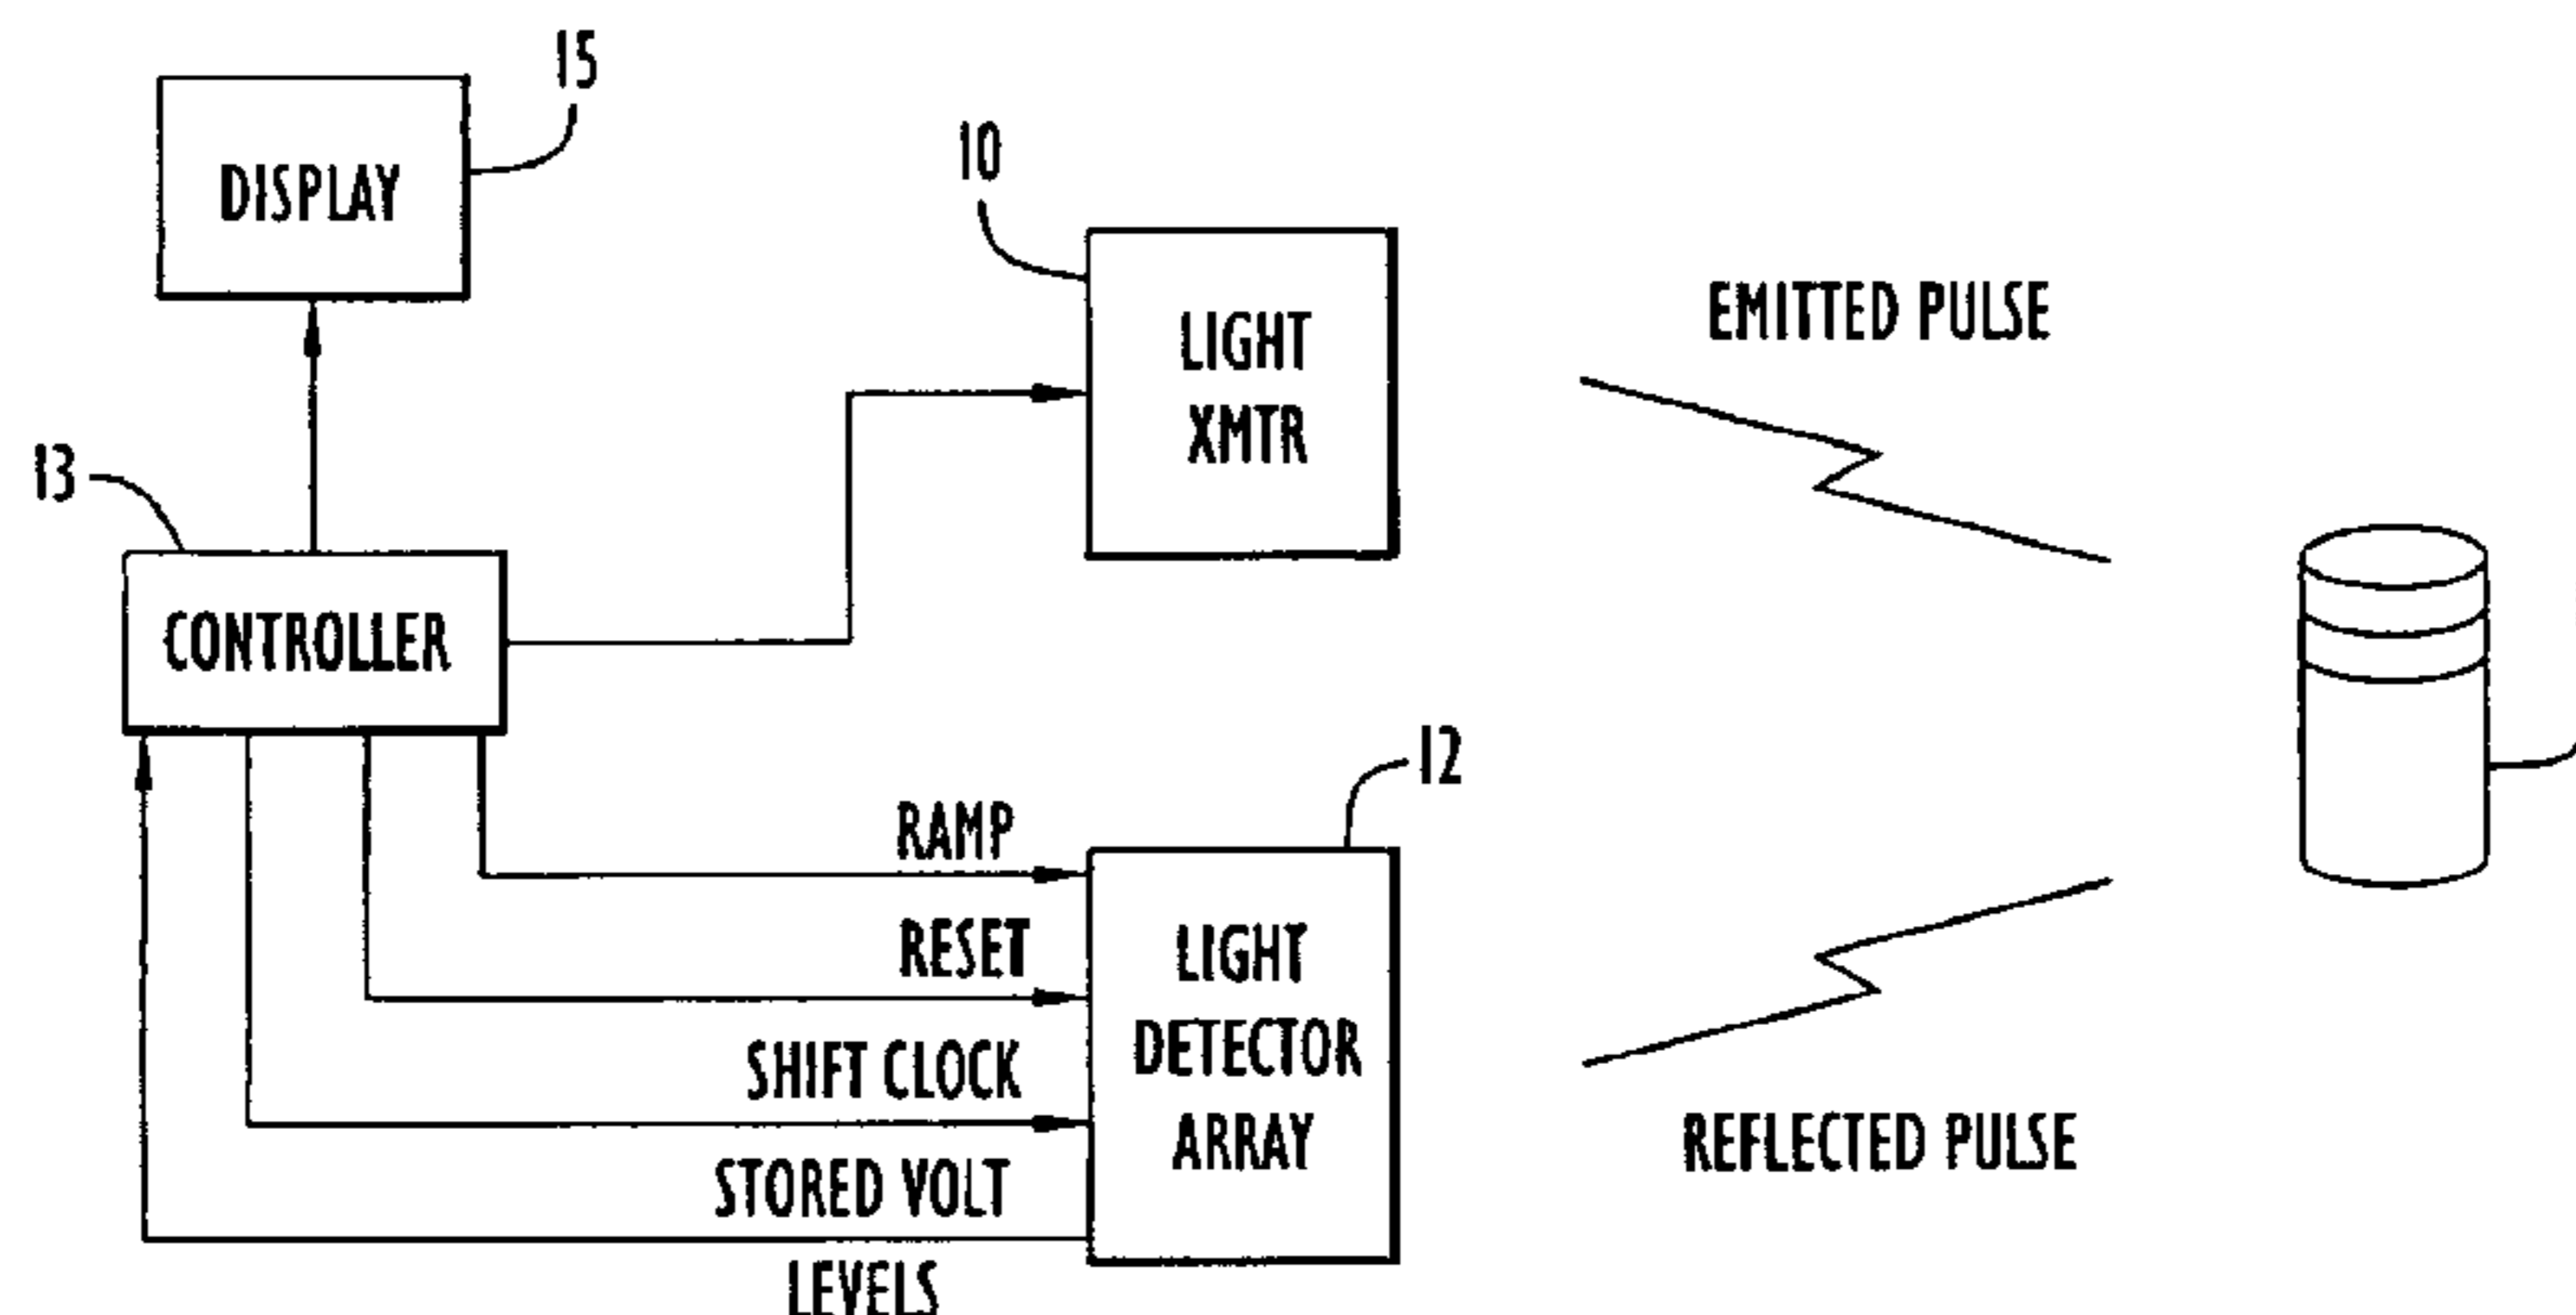 15
DISPLAY
10
LIGHT
XMTR
EMITTED PULSE
13
CONTROLLER
12
RAMP
RESET
LIGHT
DETECTOR
ARRAY
SHIFT CLOCK
STORED VOLT
LEVELS
REFLECTED PULSE